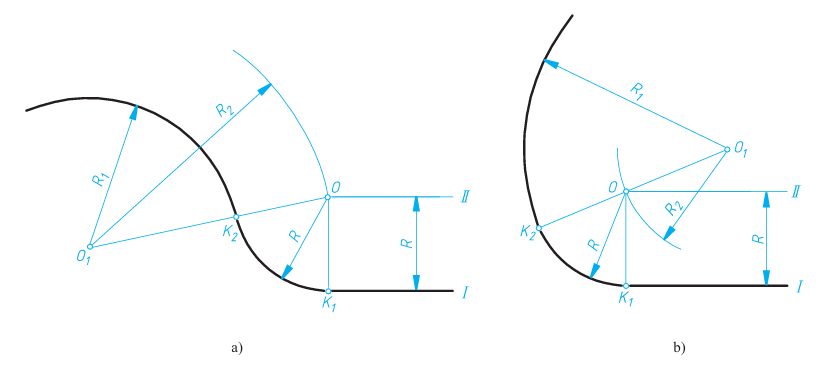 R₁
R₂
O
II
O₁
K₂
R
R
K₁
I
a)
R₁
O₁
O
R₂
II
K₂
R
R
K₁
I
b)